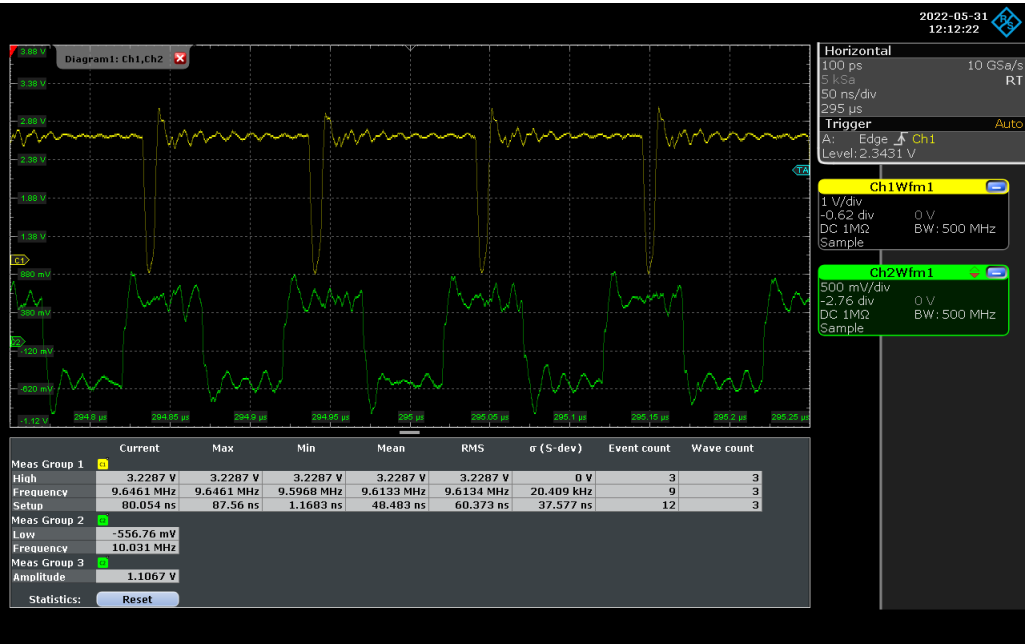 2022-05-31
12:12:22
Diagram1: Ch1,Ch2
3.88 V
3.38 V
2.89 V
2.38 V
1.88 V
1.38 V
C1
880 mV
380 mV
-120 mV
-620 mV
-1.12 V
TA
294.8 µs 294.85 µs 294.9 µs 294.95 µs 295 µs 295.05 µs 295.1 µs 295.15 µs 295.2 µs 295.25 µs
Horizontal
100 ps 10 GSa/s
5 kSa RT
50 ns/div
295 µs
Trigger Auto
A: Edge Ch1
Level: 2.3431 V
Ch1Wfm1
1 V/div
-0.62 div 0 V
DC 1MΩ BW: 500 MHz
Sample
Ch2Wfm1
500 mV/div
-2.76 div 0 V
DC 1MΩ BW: 500 MHz
Sample
Current Max Min Mean RMS σ (S-dev) Event count Wave count
Meas Group 1
High 3.2287 V 3.2287 V 3.2287 V 3.2287 V 3.2287 V 0 V 3 3
Frequency 9.6461 MHz 9.6461 MHz 9.5968 MHz 9.6133 MHz 9.6134 MHz 20.409 kHz 9 3
Setup 80.054 ns 87.56 ns 1.1683 ns 48.483 ns 60.373 ns 37.577 ns 12 3
Meas Group 2
Low -556.76 mV
Frequency 10.031 MHz
Meas Group 3
Amplitude 1.1067 V
Statistics: Reset